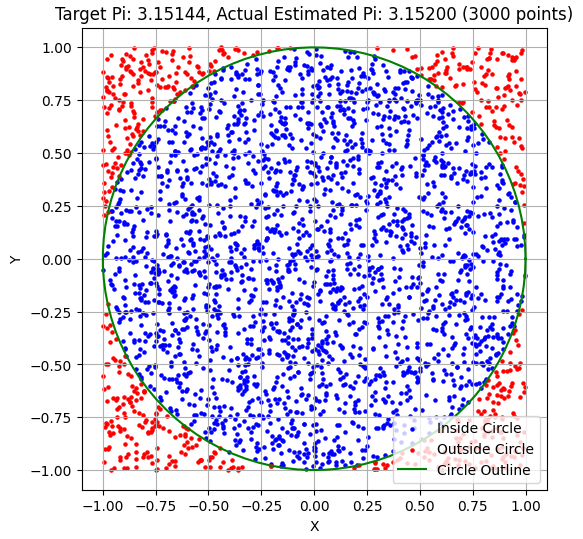 Target Pi: 3.15144, Actual Estimated Pi: 3.15200 (3000 points)
1.00
0.75
0.50
0.25
0.00
−0.25
−0.50
−0.75
−1.00
Y
Inside Circle
Outside Circle
Circle Outline
−1.00 −0.75 −0.50 −0.25 0.00 0.25 0.50 0.75 1.00
X